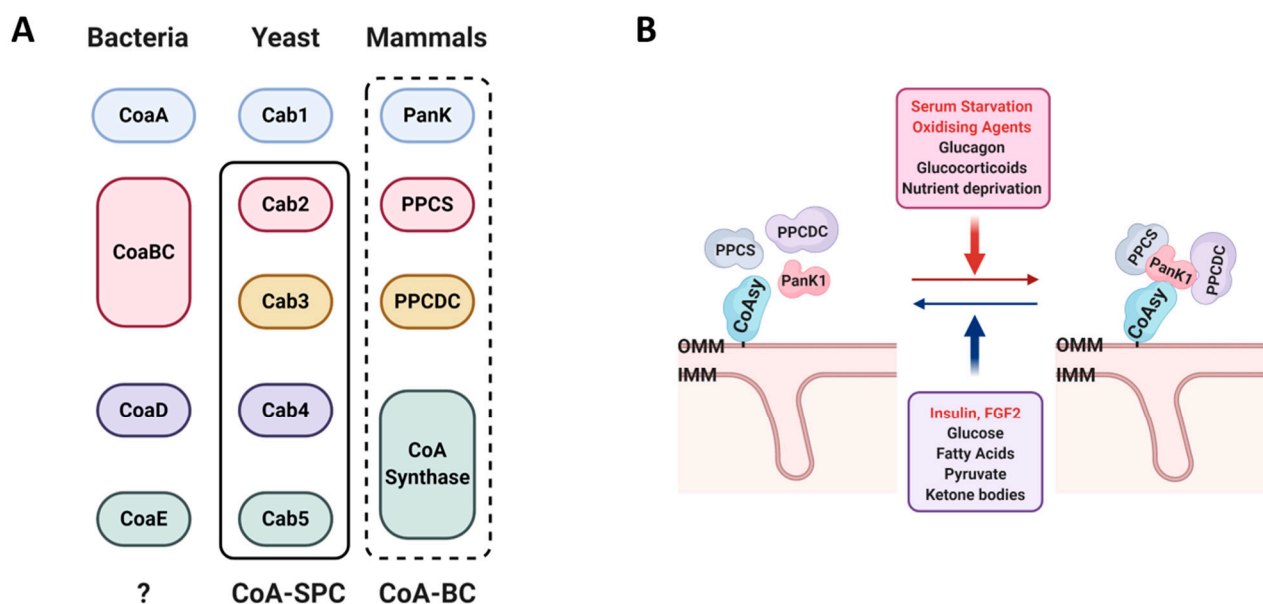 A
Bacteria Yeast Mammals
CoaA Cab1 PanK
CoaBC
Cab2 PPCS
Cab3 PPCDC
CoaD Cab4
CoA
Synthase
CoaE Cab5
? CoA-SPC CoA-BC
B
Serum Starvation
Oxidising Agents
Glucagon
Glucocorticoids
Nutrient deprivation
PPCS
PPCDC
PanK1
CoAsy
OMM
IMM
PPCS
PanK1
PPCDC
CoAsy
OMM
IMM
Insulin, FGF2
Glucose
Fatty Acids
Pyruvate
Ketone bodies